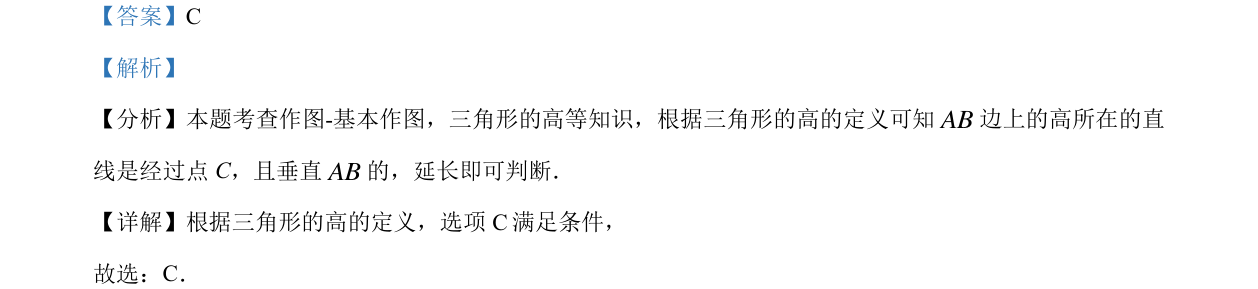 【答案】C
【解析】
【分析】本题考查作图-基本作图，三角形的高等知识，根据三角形的高的定义可知 AB 边上的高所在的直
线是经过点 C，且垂直 AB 的，延长即可判断．
【详解】根据三角形的高的定义，选项 C 满足条件，
故选：C．